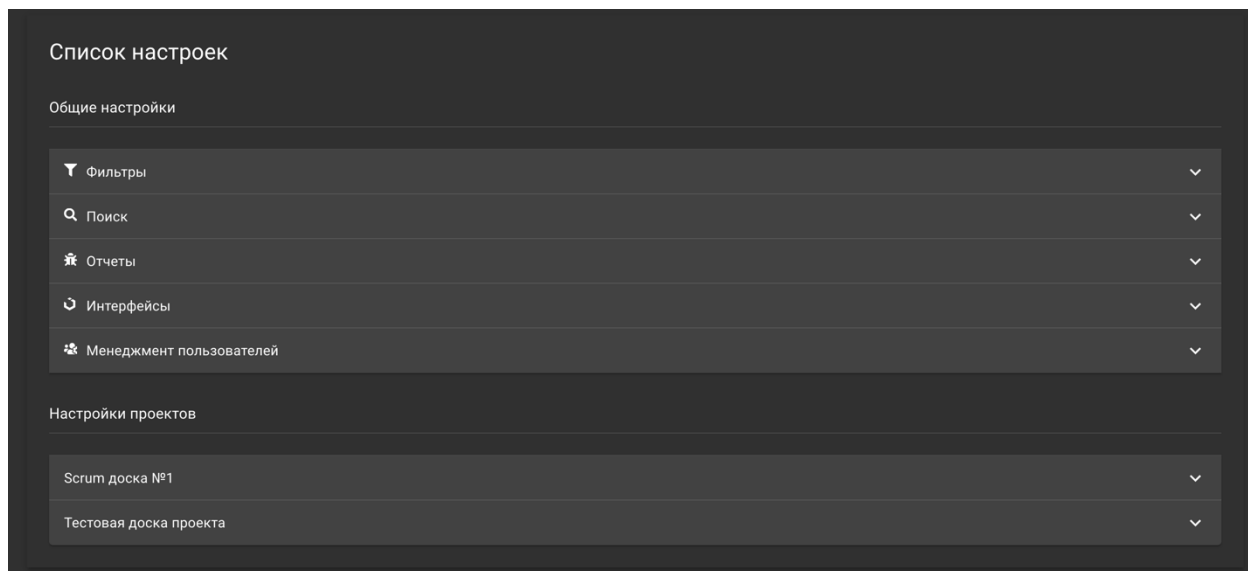 Список настроек
Общие настройки
Фильтры
Поиск
Отчеты
Интерфейсы
Менеджмент пользователей
Настройки проектов
Scrum доска №1
Тестовая доска проекта